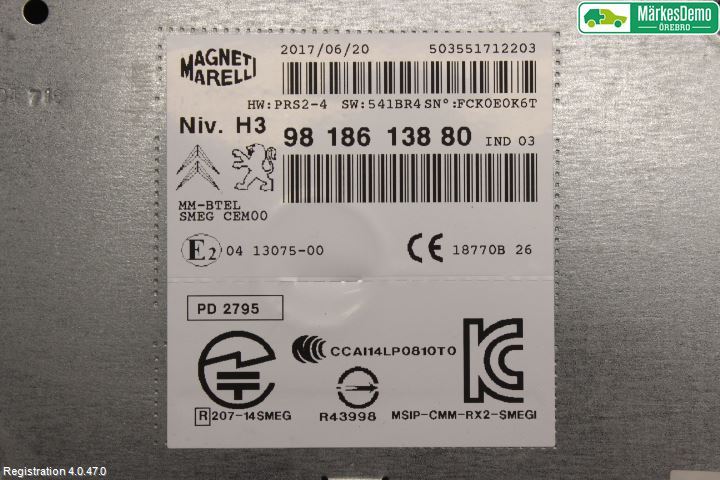 MärkesDemo
ÖREBRO
MAGNETI
MARELLI
2017/06/20 503551712203
HW:PRS2-4 SW:541BR4 SN°:FCK0E0K6T
Niv. H3
98 186 138 80 IND 03
MM-BTEL
SMEG CEM00
E2 04 13075-00
CE 18770B 26
PD 2795
CCAI14LP0810T0
R 207-14SMEG
R43998
MSIP-CMM-RX2-SMEGI
Registration 4.0.47.0